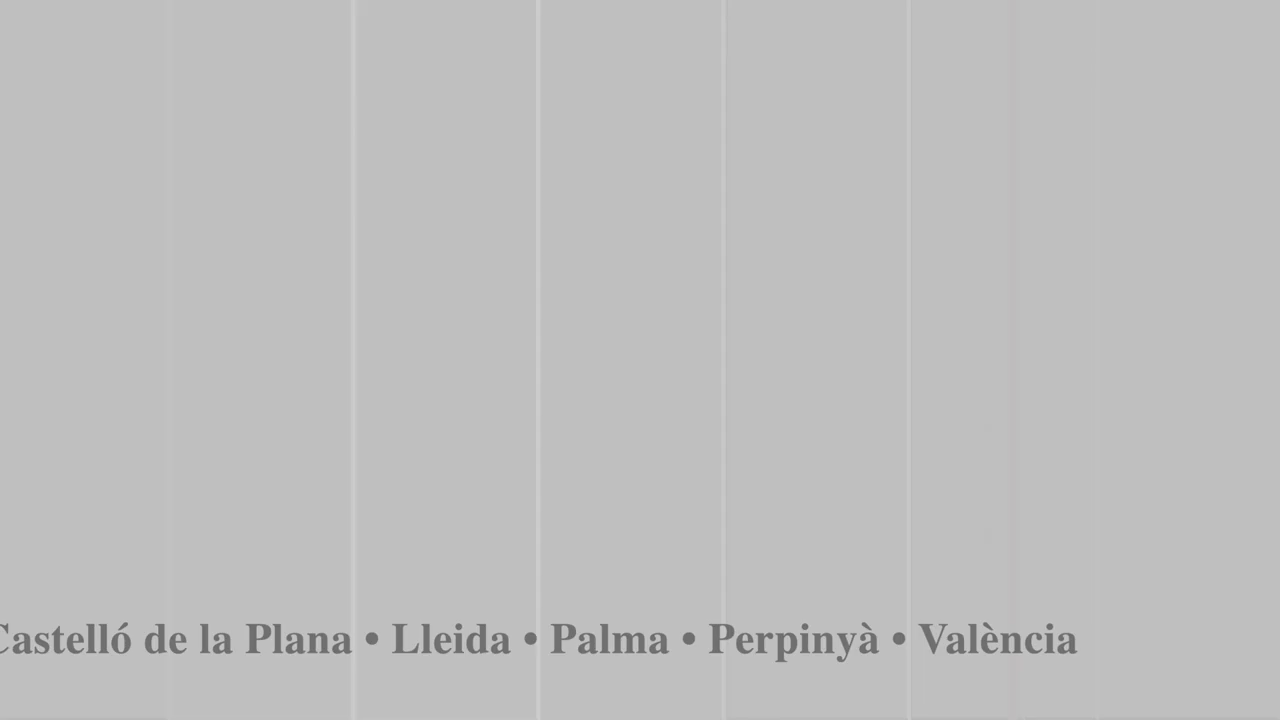 Castelló de la Plana • Lleida • Palma • Perpinyà • València